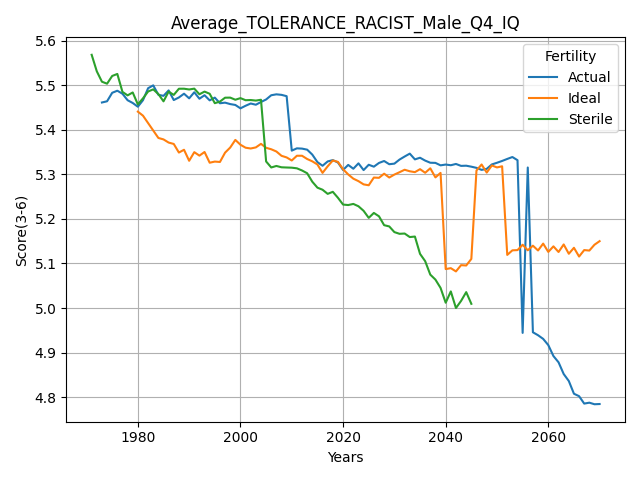 Average_TOLERANCE_RACIST_Male_Q4_IQ
Fertility
Actual
Ideal
Sterile
Score(3-6)
5.6
5.5
5.4
5.3
5.2
5.1
5.0
4.9
4.8
1980
2000
2020
2040
2060
Years